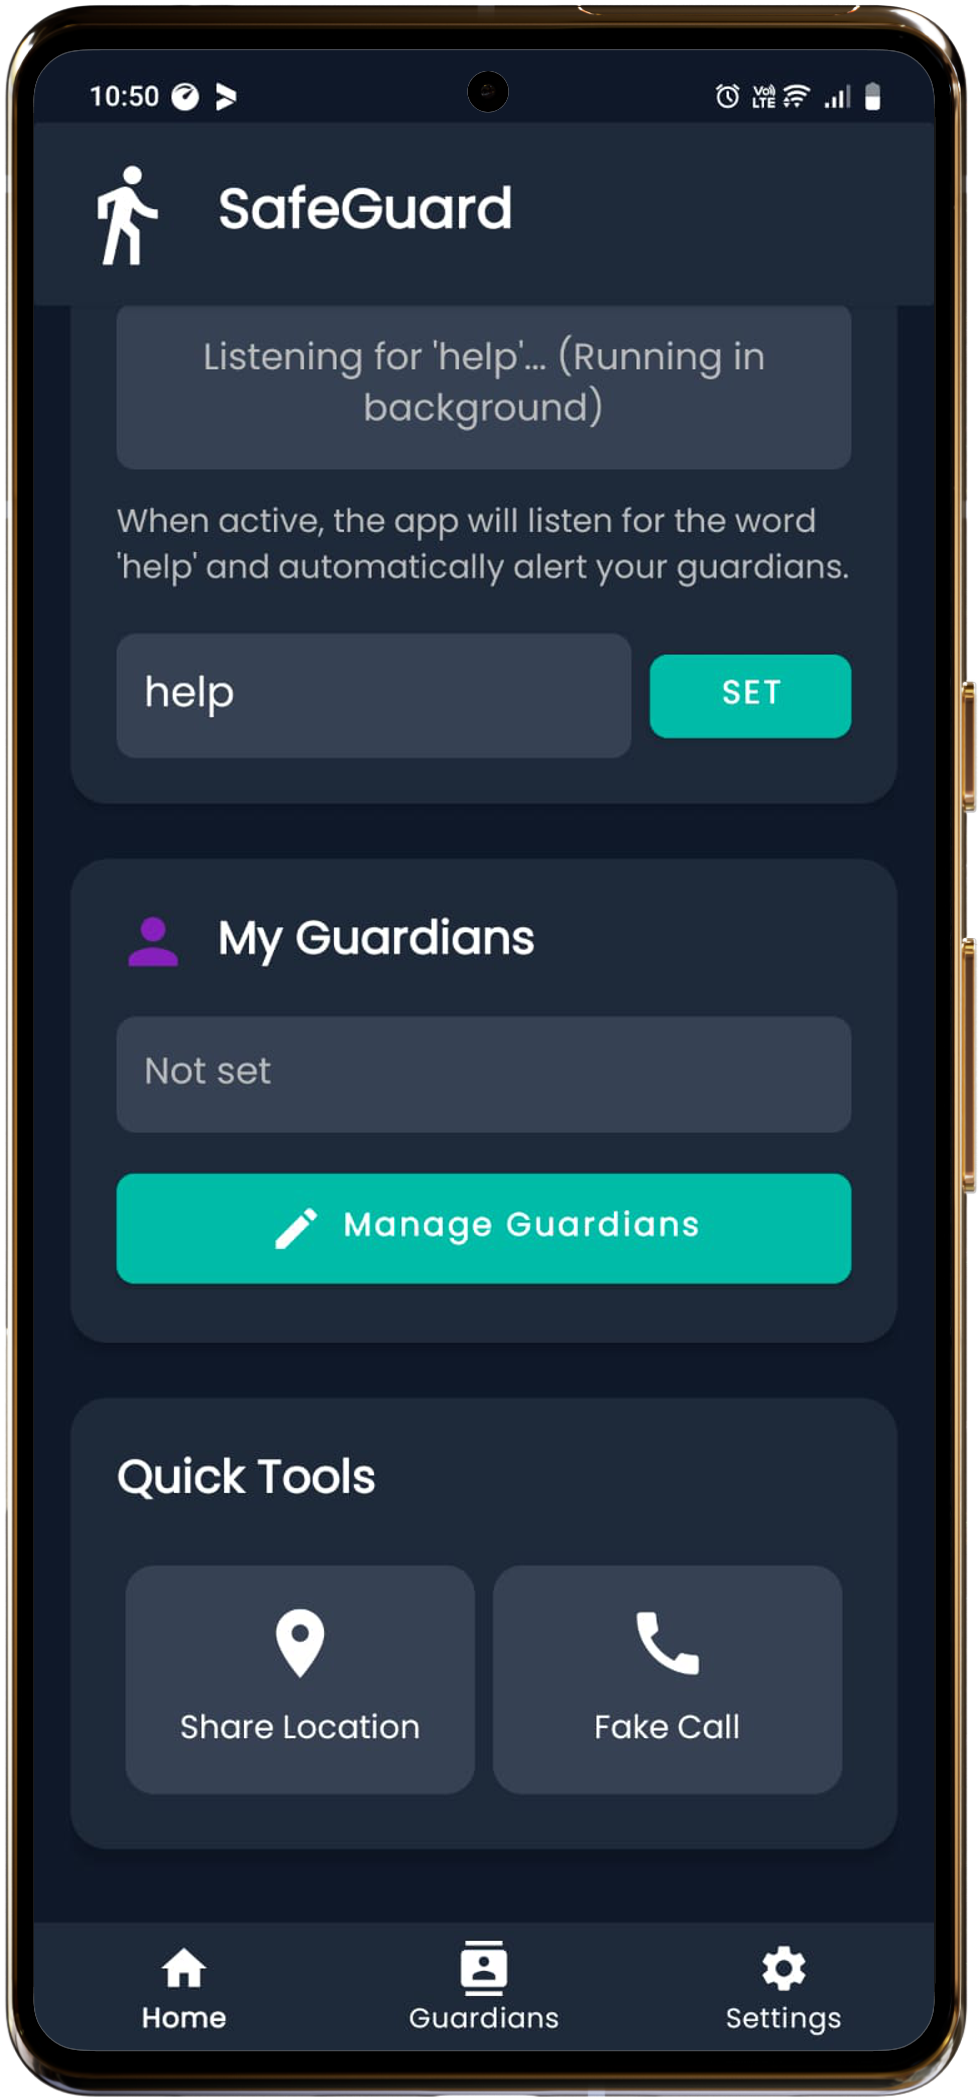 10:50
Vo)) LTE
SafeGuard
Listening for 'help'... (Running in
background)
When active, the app will listen for the word
'help' and automatically alert your guardians.
help
SET
My Guardians
Not set
Manage Guardians
Quick Tools
Share Location
Fake Call
Home
Guardians
Settings